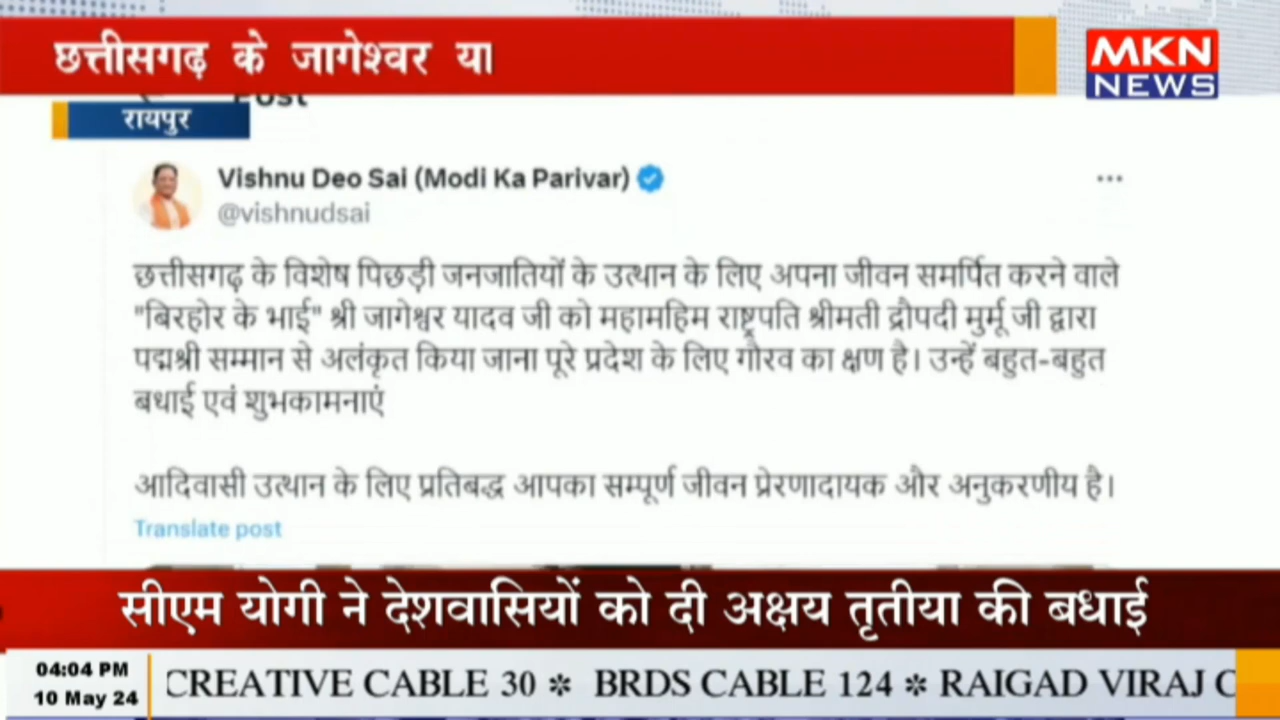 छत्तीसगढ़ के जागेश्वर या
MKN
NEWS
Post
रायपुर
Vishnu Deo Sai (Modi Ka Parivar)
@vishnudsai
छत्तीसगढ़ के विशेष पिछड़ी जनजातियों के उत्थान के लिए अपना जीवन समर्पित करने वाले
"बिरहोर के भाई" श्री जागेश्वर यादव जी को महामहिम राष्ट्रपति श्रीमती द्रौपदी मुर्मू जी द्वारा
पद्मश्री सम्मान से अलंकृत किया जाना पूरे प्रदेश के लिए गौरव का क्षण है। उन्हें बहुत-बहुत
बधाई एवं शुभकामनाएं
आदिवासी उत्थान के लिए प्रतिबद्ध आपका सम्पूर्ण जीवन प्रेरणादायक और अनुकरणीय है।
Translate post
सीएम योगी ने देशवासियों को दी अक्षय तृतीया की बधाई
04:04 PM
10 May 24
CREATIVE CABLE 30 * BRDS CABLE 124 * RAIGAD VIRAJ C